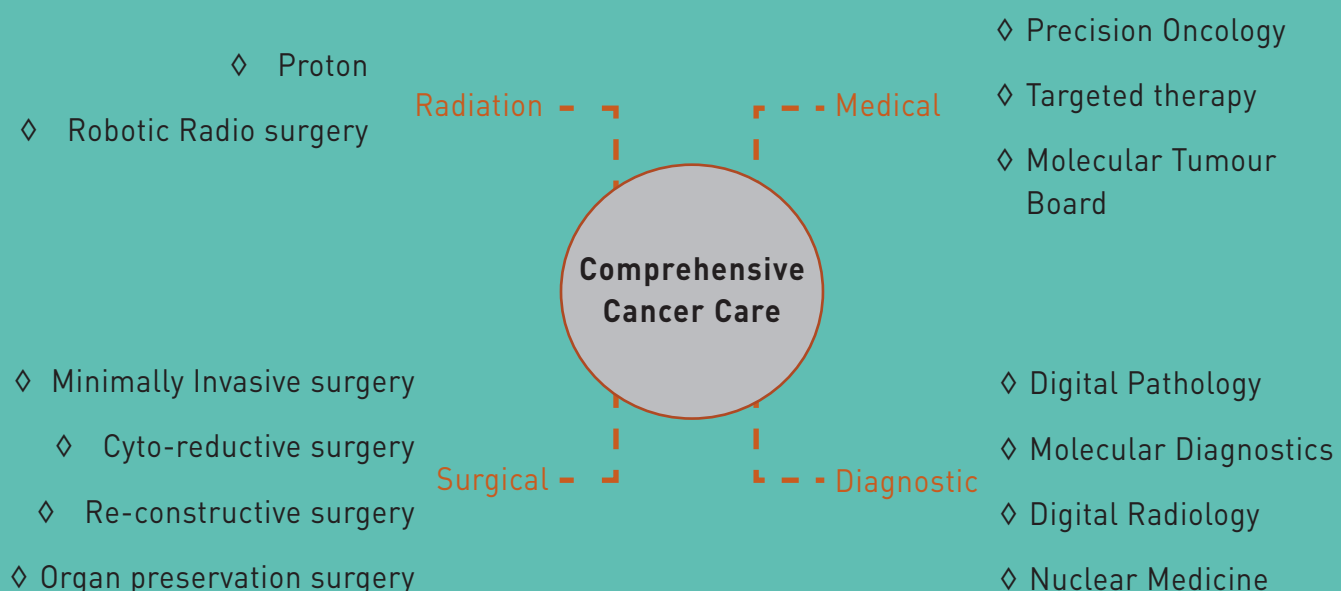 ◊ Proton
◊ Robotic Radio surgery
Radiation
Medical
◊ Precision Oncology
◊ Targeted therapy
◊ Molecular Tumour
Board
Comprehensive
Cancer Care
◊ Minimally Invasive surgery
◊ Cyto-reductive surgery
◊ Re-constructive surgery
◊ Organ preservation surgery
Surgical
Diagnostic
◊ Digital Pathology
◊ Molecular Diagnostics
◊ Digital Radiology
◊ Nuclear Medicine